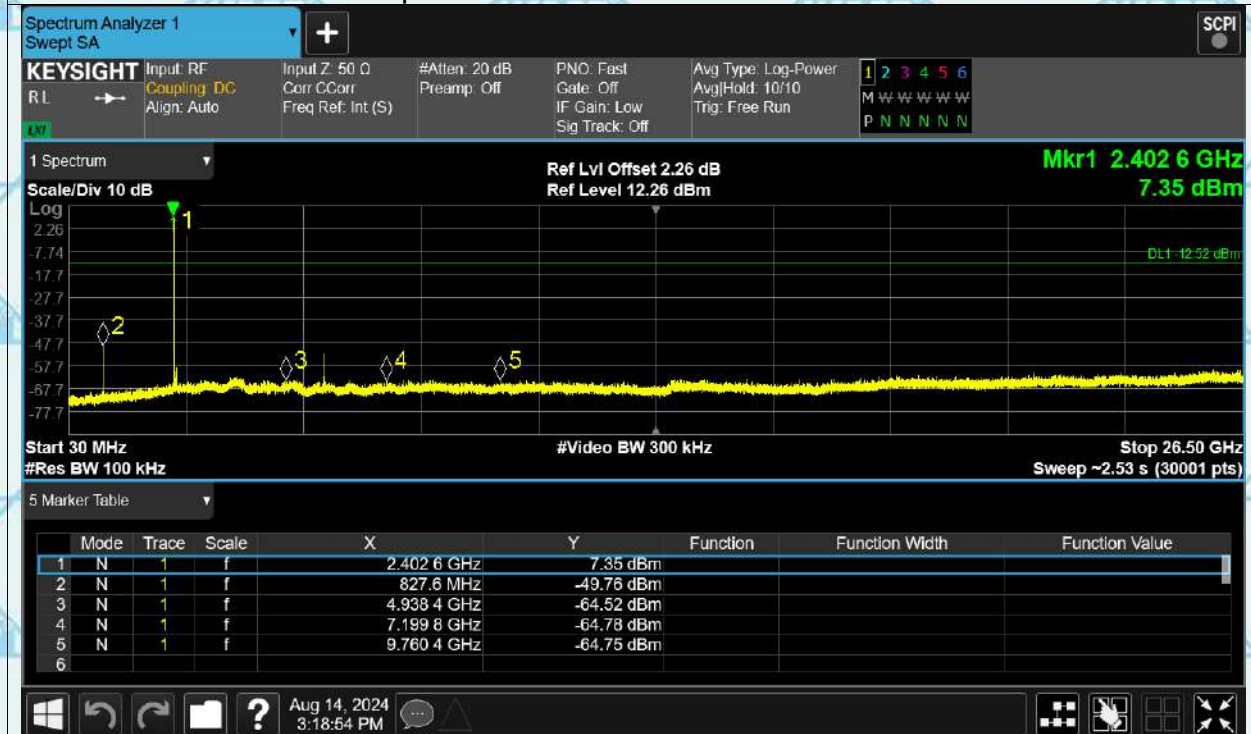 Spectrum Analyzer 1
Swept SA
+
SCPI
KEYSIGHT
RL
LXI
Input: RF
Coupling: DC
Align: Auto
Input Z: 50 Ω
Corr CCorr
Freq Ref: Int (S)
#Atten: 20 dB
Preamp: Off
PNO: Fast
Gate: Off
IF Gain: Low
Sig Track: Off
Avg Type: Log-Power
Avg|Hold: 10/10
Trig: Free Run
1 2 3 4 5 6
M W W W W W
P N N N N N
1 Spectrum
Scale/Div 10 dB
Ref Lvl Offset 2.26 dB
Ref Level 12.26 dBm
Mkr1 2.402 6 GHz
7.35 dBm
Log
2.26
-7.74
-17.7
-27.7
-37.7
-47.7
-57.7
-67.7
-77.7
1
DL1 -12.52 dBm
2
3
4
5
Start 30 MHz
#Res BW 100 kHz
#Video BW 300 kHz
Stop 26.50 GHz
Sweep ~2.53 s (30001 pts)
5 Marker Table
Mode Trace Scale X Y Function Function Width Function Value
1 N 1 f 2.402 6 GHz 7.35 dBm
2 N 1 f 827.6 MHz -49.76 dBm
3 N 1 f 4.938 4 GHz -64.52 dBm
4 N 1 f 7.199 8 GHz -64.78 dBm
5 N 1 f 9.760 4 GHz -64.75 dBm
6
?
Aug 14, 2024
3:18:54 PM